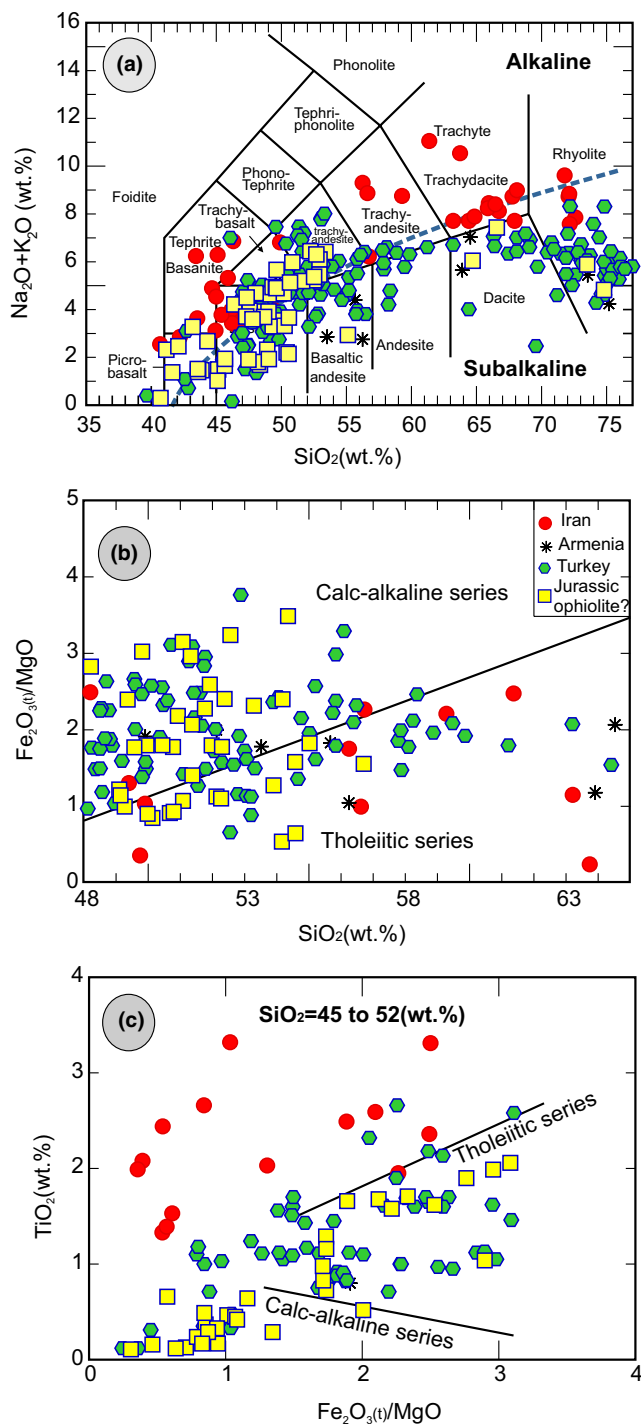 (a)
Alkaline
Phonolite
Tephri-
phonolite
Trachyte
Rhyolite
Trachydacite
Foidite
Phono-
Tephrite
Trachy-
basalt
Trachy-
andesite
trachy-
andesite
Tephrite
Basanite
Picro-
basalt
Basaltic
andesite
Andesite
Dacite
Subalkaline
Na₂O+K₂O (wt.%)
16
14
12
10
8
6
4
2
0
35 40 45 50 55 60 65 70 75
SiO₂(wt.%)
(b)
Iran
Armenia
Turkey
Jurassic
ophiolite?
Calc-alkaline series
Tholeiitic series
Fe₂O₃(t)/MgO
5
4
3
2
1
0
48 53 58 63
SiO₂(wt.%)
(c)
SiO₂=45 to 52(wt.%)
Tholeiitic series
Calc-alkaline series
TiO₂(wt.%)
4
3
2
1
0
0 1 2 3 4
Fe₂O₃(t)/MgO